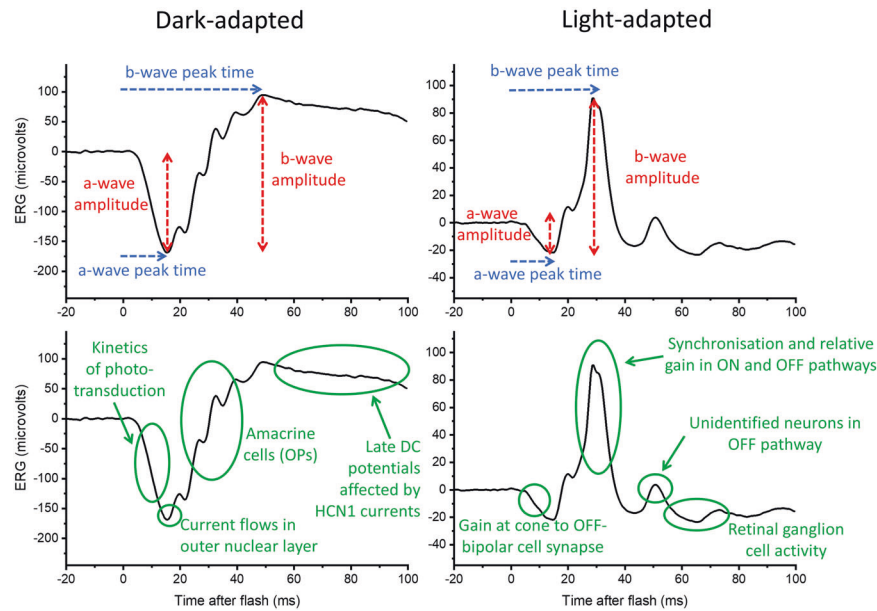 Dark-adapted
Light-adapted
b-wave peak time
100
50
0
-50
-100
-150
-200
ERG (microvolts)
a-wave
amplitude
b-wave
amplitude
a-wave peak time
-20
0
20
40
60
80
100
b-wave peak time
100
80
60
40
20
0
-20
-40
ERG (microvolts)
b-wave
amplitude
a-wave
amplitude
a-wave peak time
-20
0
20
40
60
80
100
100
50
0
-50
-100
-150
-200
ERG (microvolts)
Kinetics
of photo-
transduction
Amacrine
cells (OPs)
Late DC
potentials
affected by
HCN1 currents
Current flows in
outer nuclear layer
-20
0
20
40
60
80
100
Time after flash (ms)
100
80
60
40
20
0
-20
-40
ERG (microvolts)
Synchronisation and relative
gain in ON and OFF pathways
Unidentified neurons in
OFF pathway
Gain at cone to OFF-
bipolar cell synapse
Retinal ganglion
cell activity
-20
0
20
40
60
80
100
Time after flash (ms)